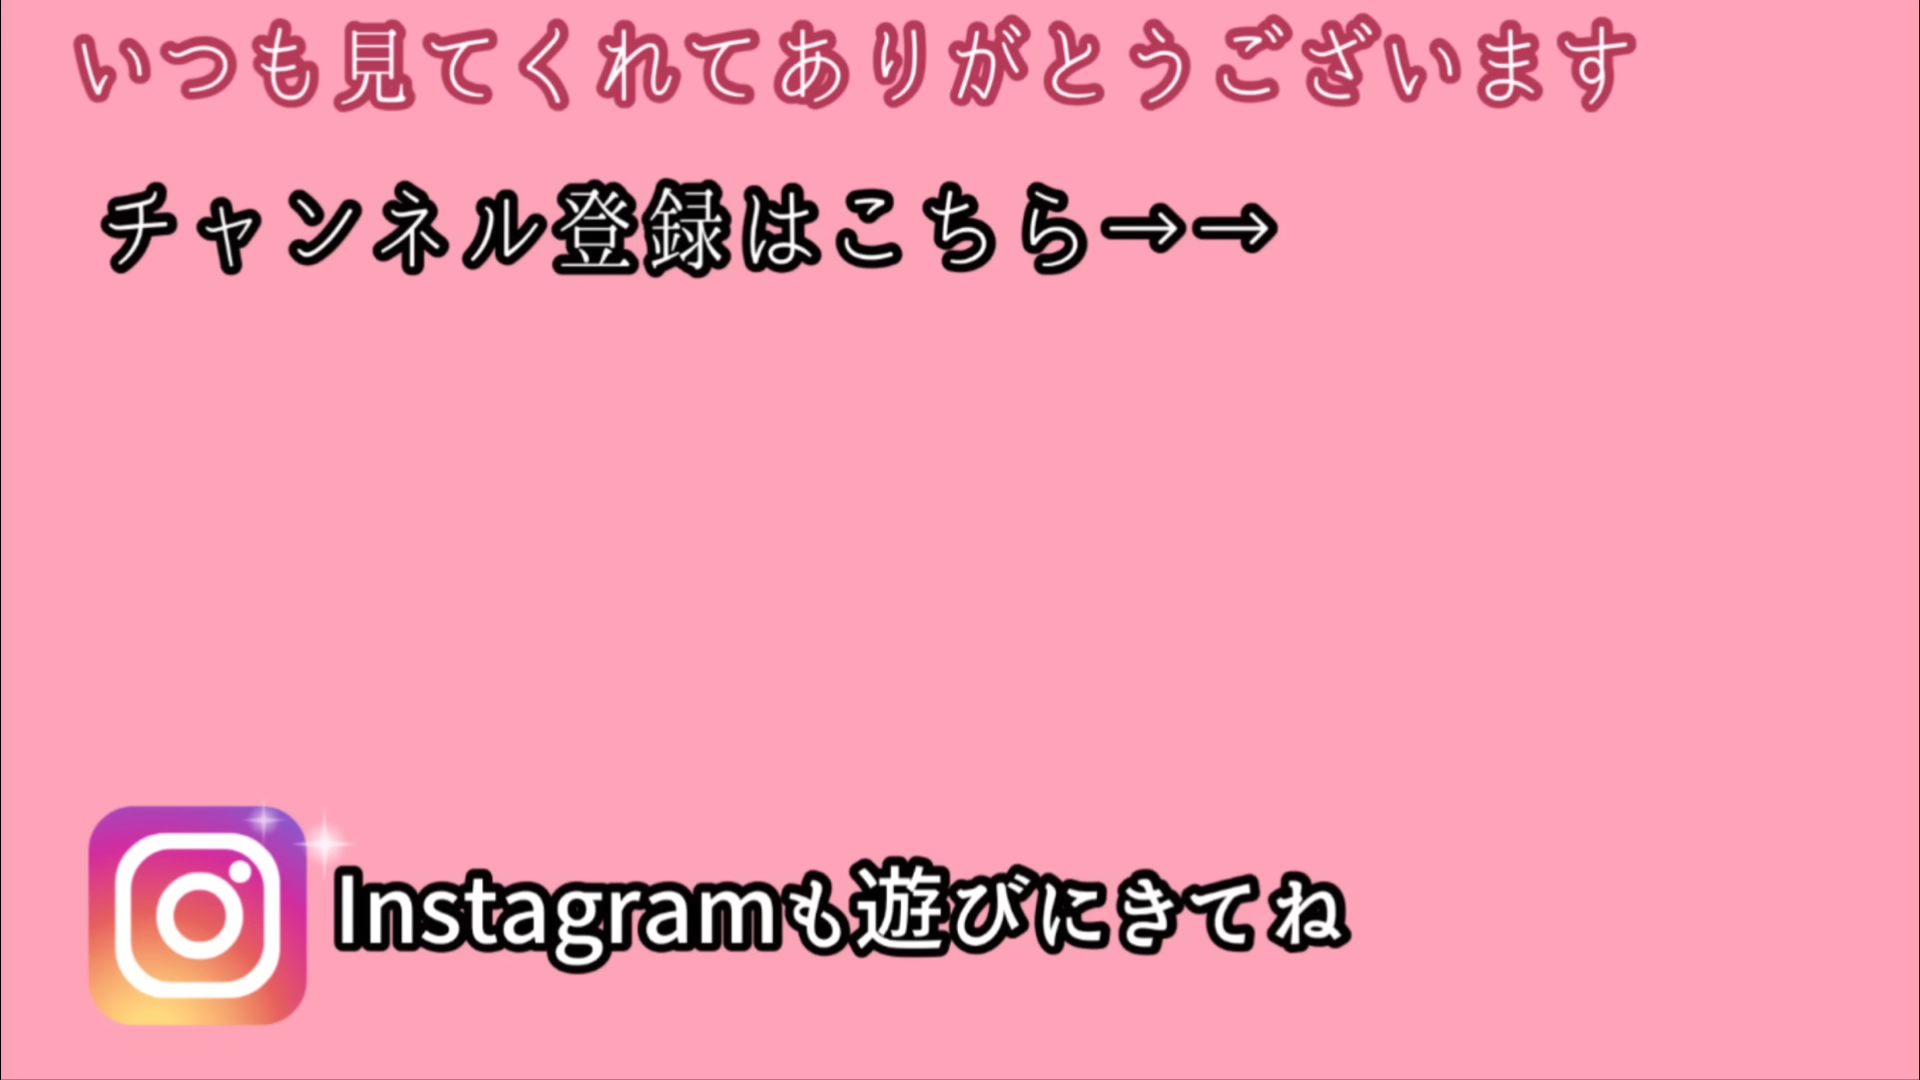 いつも見てくれてありがとうございます
チャンネル登録はこちら→→
Instagramも遊びにきてね